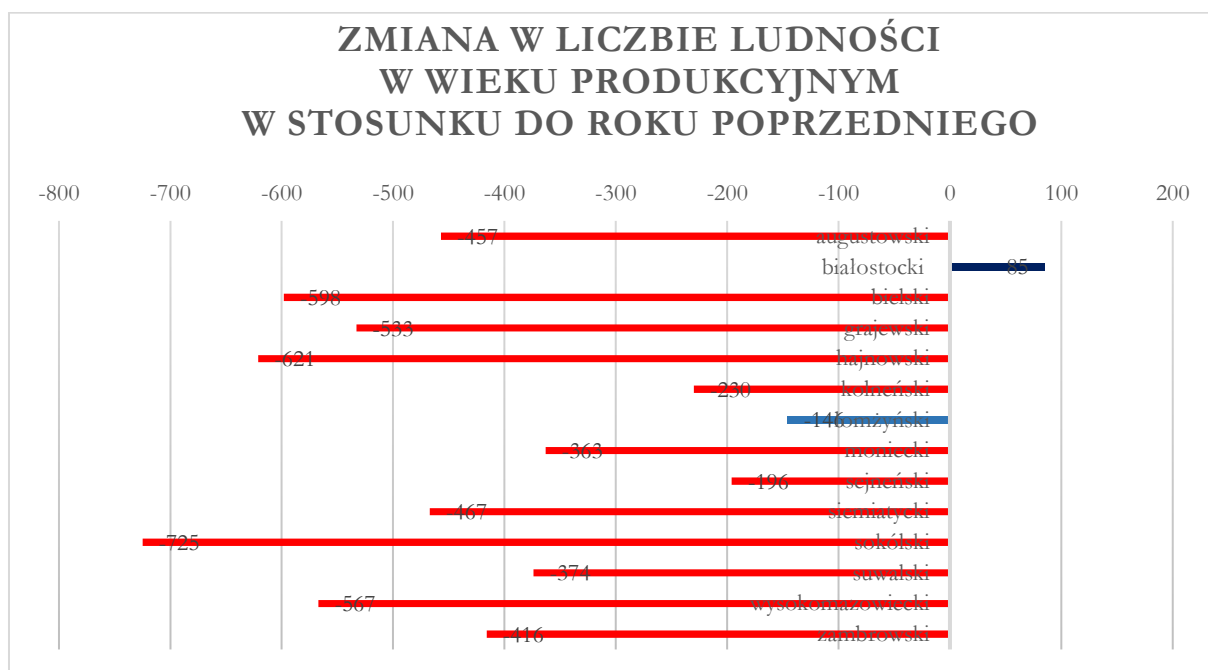 ZMIANA W LICZBIE LUDNOŚCI
W WIEKU PRODUKCYJNYM
W STOSUNKU DO ROKU POPRZEDNIEGO
-800 -700 -600 -500 -400 -300 -200 -100 0 100 200
-457 augustowski
białostocki 85
-598 bielski
-533 grajewski
-621 hajnowski
-230 kolneński
-146 łomżyński
-363 moniecki
-196 sejneński
-467 siemiatycki
-725 sokólski
-374 suwalski
-567 wysokomazowiecki
-416 zambrowski